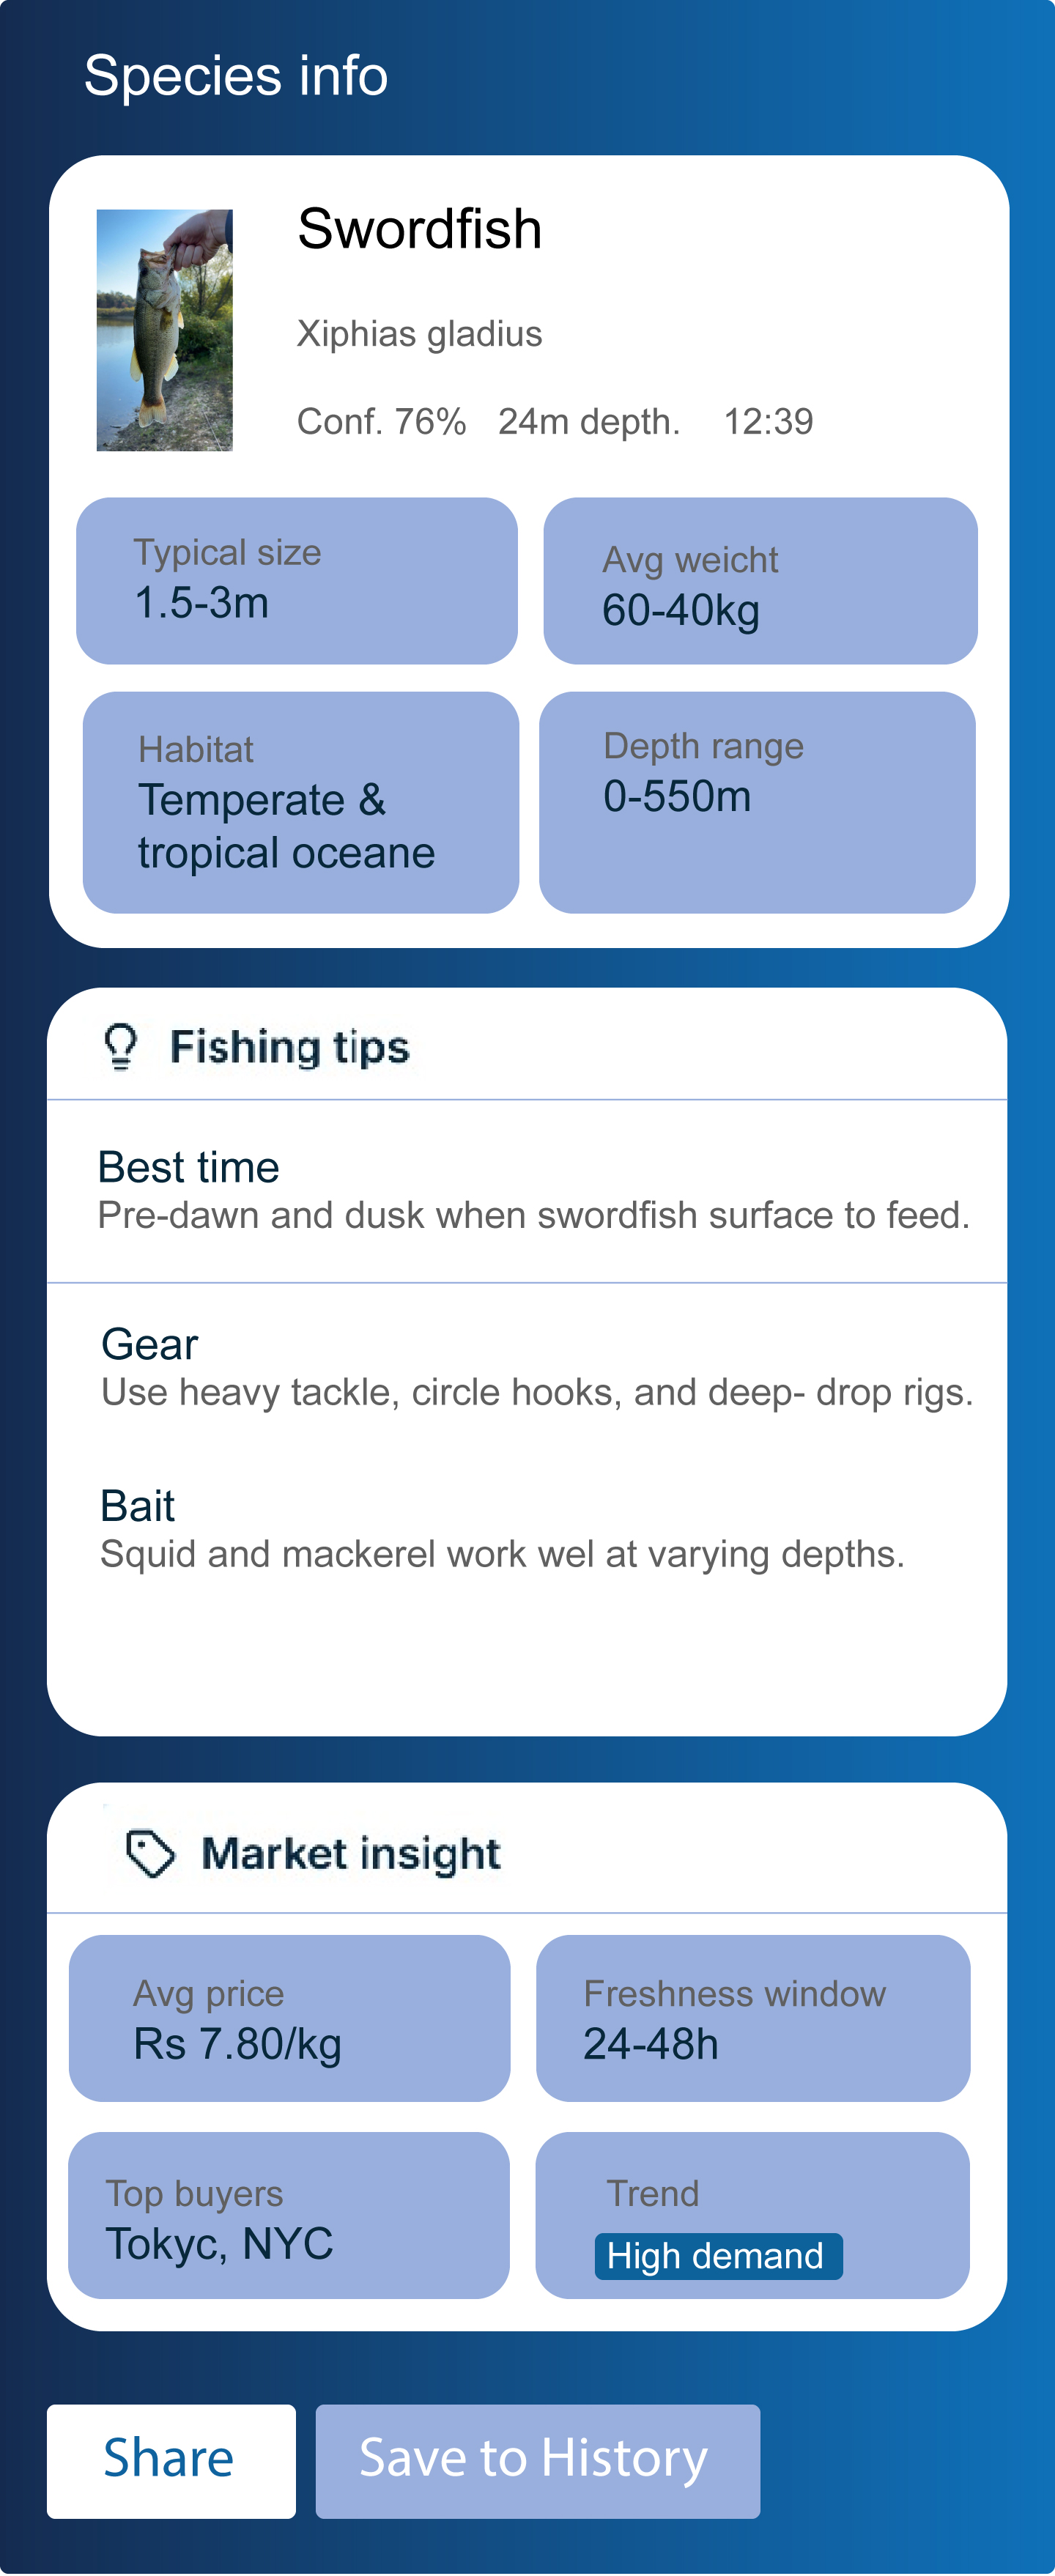 Species info
Swordfish
Xiphias gladius
Conf. 76% 24m depth. 12:39
Typical size
1.5-3m
Avg weicht
60-40kg
Habitat
Temperate &
tropical oceane
Depth range
0-550m
Fishing tips
Best time
Pre-dawn and dusk when swordfish surface to feed.
Gear
Use heavy tackle, circle hooks, and deep- drop rigs.
Bait
Squid and mackerel work wel at varying depths.
Market insight
Avg price
Rs 7.80/kg
Freshness window
24-48h
Top buyers
Tokyc, NYC
Trend
High demand
Share
Save to History